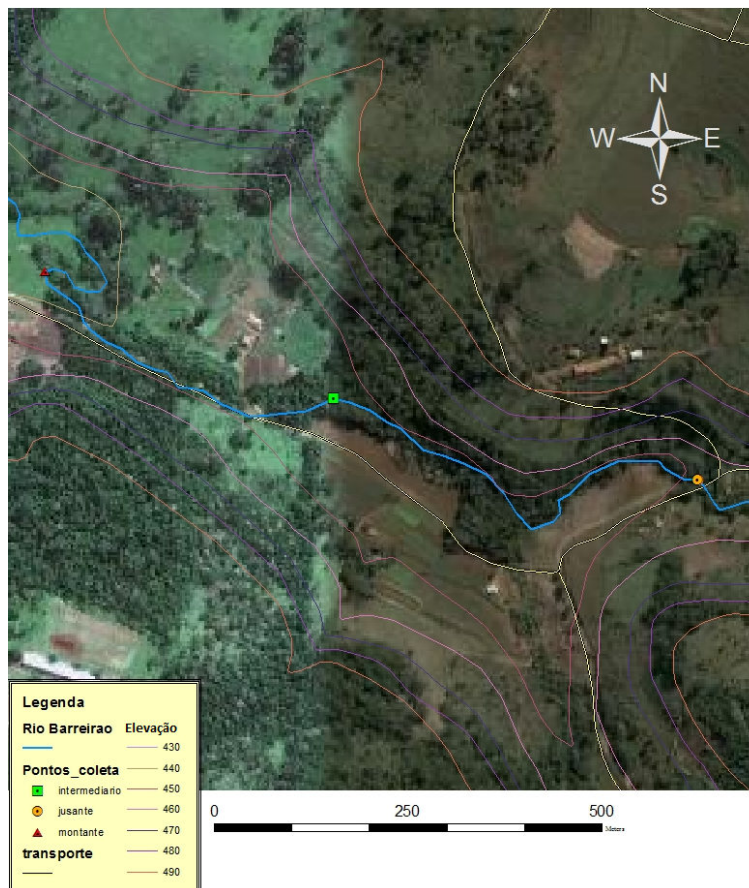 N
W E
S
Legenda
Rio Barreirao Elevação
430
Pontos_coleta 440
intermediario 450
jusante 460
montante 470
transporte 480
490
0 250 500
Meters